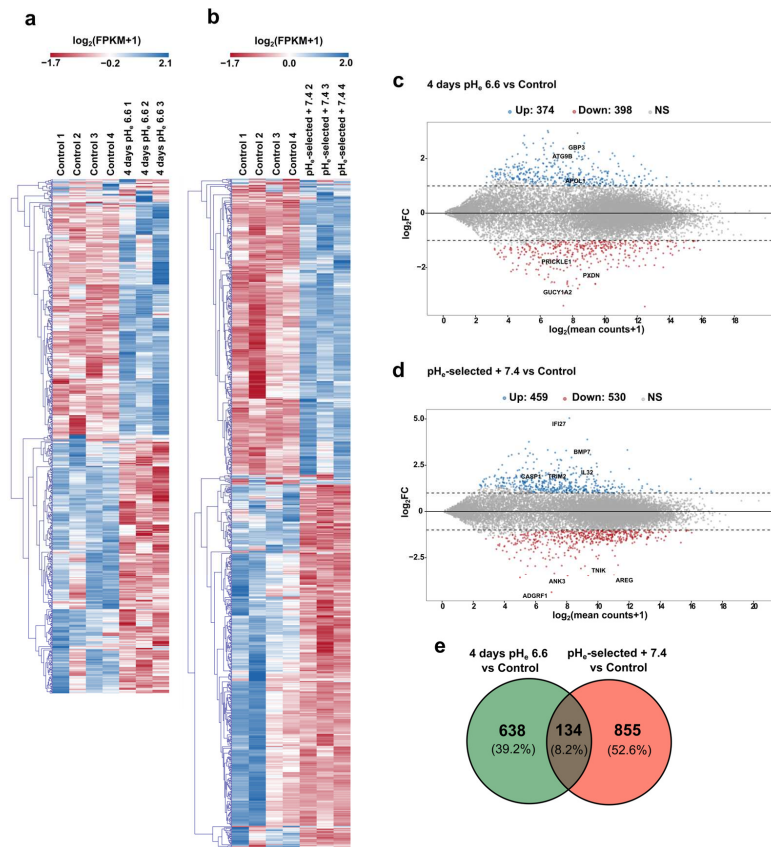 a
log₂(FPKM+1)
−1.7 −0.2 2.1
Control 1
Control 2
Control 3
Control 4
4 days pHₑ 6.6 1
4 days pHₑ 6.6 2
4 days pHₑ 6.6 3
b
log₂(FPKM+1)
−1.7 0.0 2.0
Control 1
Control 2
Control 3
Control 4
pHₑ-selected + 7.4 2
pHₑ-selected + 7.4 3
pHₑ-selected + 7.4 4
c
4 days pHₑ 6.6 vs Control
Up: 374 Down: 398 NS
log₂FC
2
0
−2
GBP3
ATG9B
APOL1
PRICKLE1
PXDN
GUCY1A2
0 2 4 6 8 10 12 14 16 18
log₂(mean counts+1)
d
pHₑ-selected + 7.4 vs Control
Up: 459 Down: 530 NS
log₂FC
5.0
2.5
0
−2.5
IFI27
BMP7
IL32
CASP1 TRIM2
TNIK
ANK3 AREG
ADGRF1
0 2 4 6 8 10 12 14 16 18 20
log₂(mean counts+1)
e
4 days pHₑ 6.6
vs Control
pHₑ-selected + 7.4
vs Control
638 134 855
(39.2%) (8.2%) (52.6%)